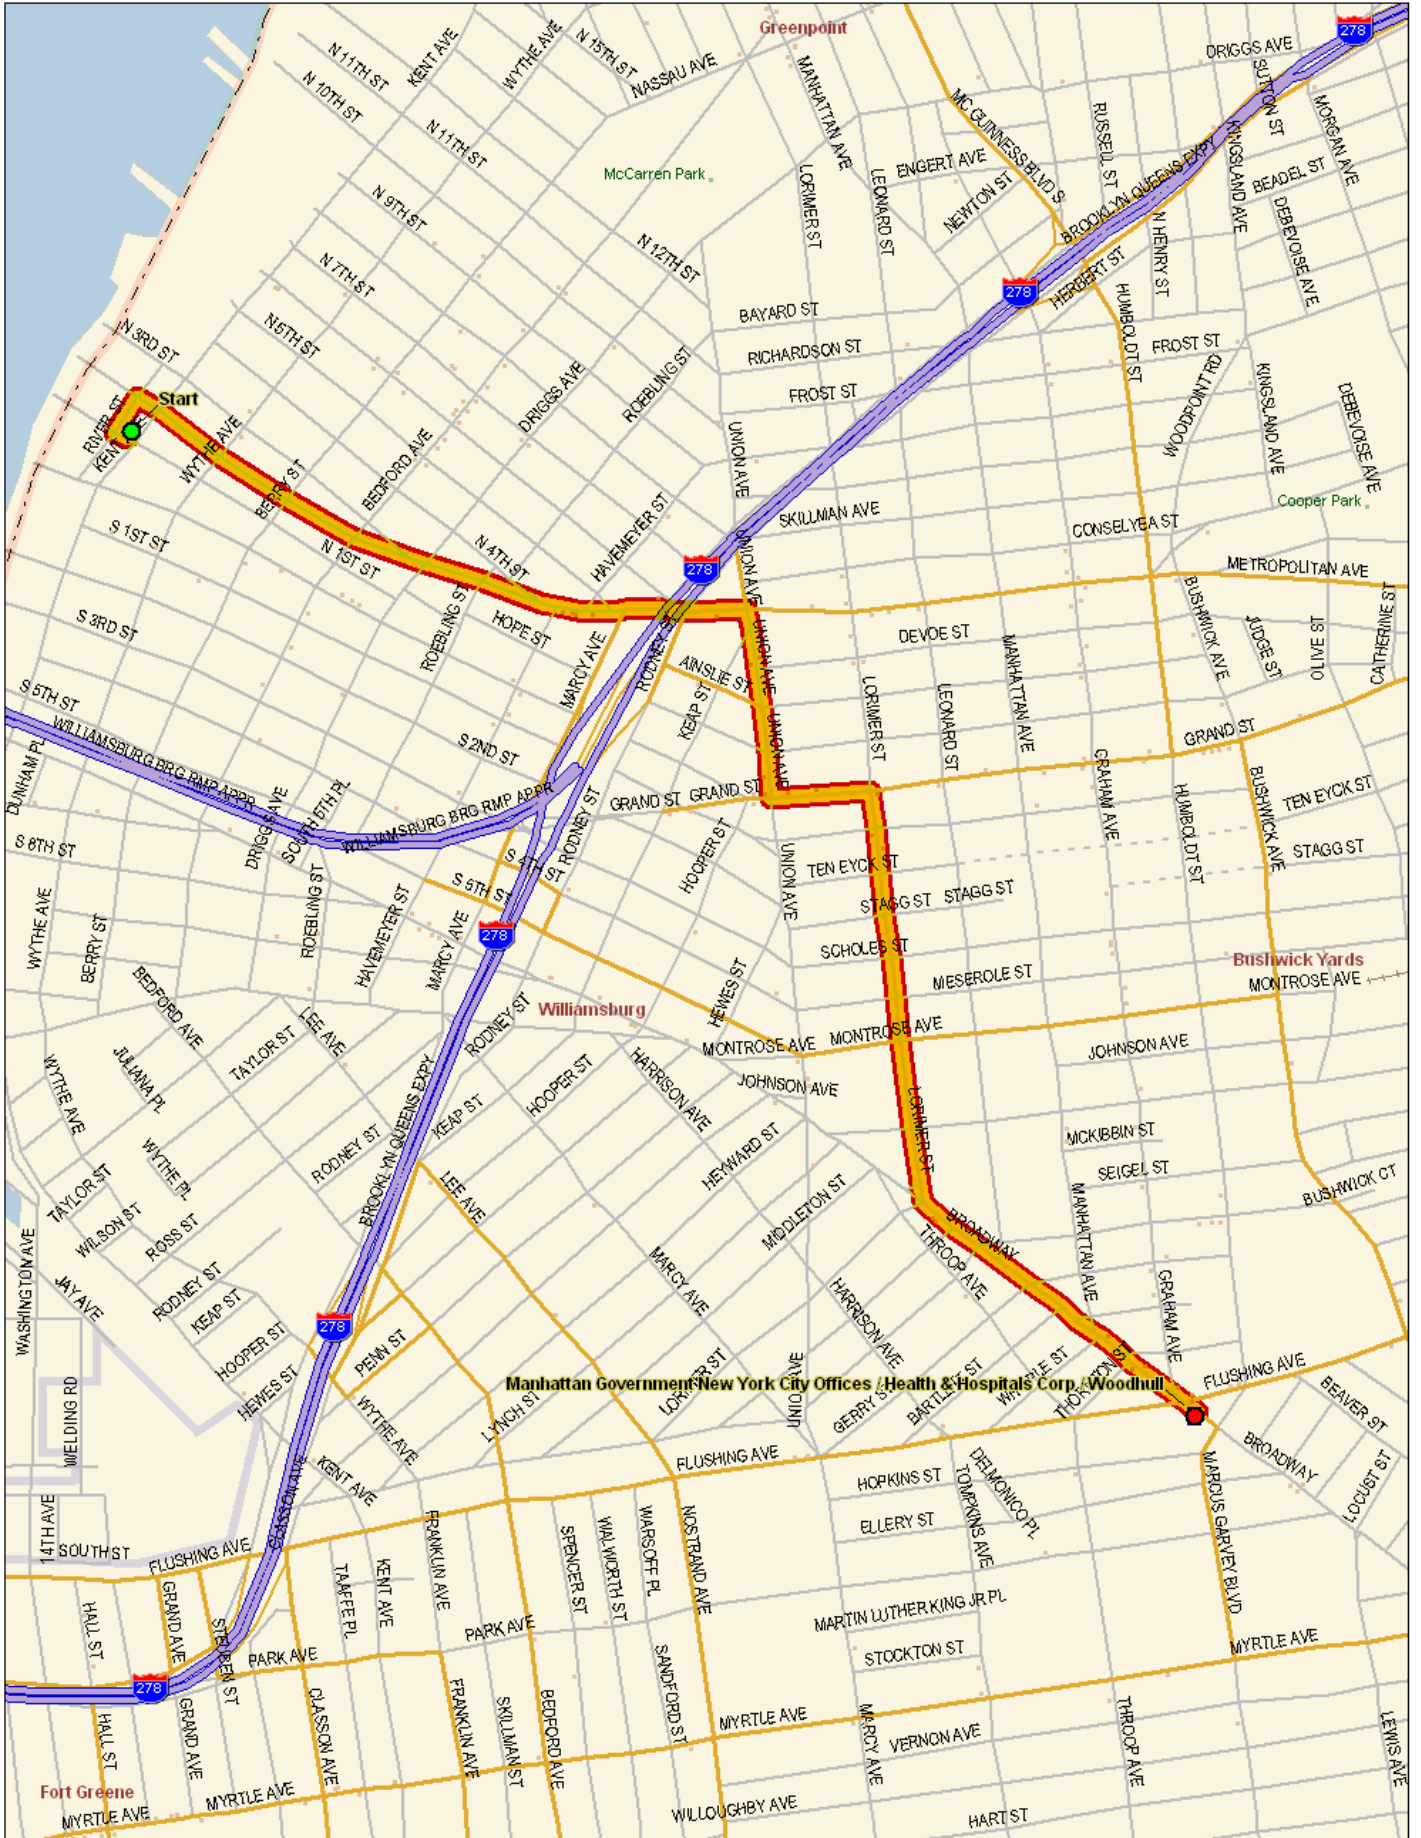 Greenpoint
278
DRIGGS AVE
N 11TH ST
KENT AVE
WYTHE AVE
N 15TH ST
NASSAU AVE
MANHATTAN AVE
MC GUINNESS BLVD S
RUSSELL ST
SUTTON ST
KINGSLAND AVE
MORGAN AVE
N 10TH ST
N 11TH ST
ENGERT AVE
BROOKLYN QUEENS EXPY
BEADEL ST
McCarren Park
LORIMER ST
LEONARD ST
NEWTON ST
N 9TH ST
N HENRY ST
DEBEVOISE AVE
N 12TH ST
N 7TH ST
278
HERBERT ST
HUMBOLDT ST
BAYARD ST
N 3RD ST
N 5TH ST
RICHARDSON ST
FROST ST
FROST ST
WOODPOINT RD
KINGSLAND AVE
DEBEVOISE AVE
Start
RIVER ST
KENT AVE
WYTHE AVE
DRIGGS AVE
ROEBLING ST
BERRY ST
BEDFORD AVE
UNION AVE
SKILLMAN AVE
CONSELYEA ST
Cooper Park
S 1ST ST
N 1ST ST
N 4TH ST
HAVEMEYER ST
278
UNION AVE
METROPOLITAN AVE
S 3RD ST
ROEBLING ST
HOPE ST
MARCY AVE
RODNEY ST
UNION AVE
DEVOE ST
MANHATTAN AVE
BUSHWICK AVE
JUDGE ST
OLIVE ST
CATHERINE ST
AINSLIE ST
KEAP ST
LORIMER ST
LEONARD ST
S 5TH ST
WILLIAMSBURG BRG RMP APPR
S 2ND ST
UNION AVE
GRAND ST
DUNHAM PL
GRAND ST
GRAND ST
GRAHAM AVE
HUMBOLDT ST
BUSHWICK AVE
TEN EYCK ST
DRIGGS AVE
SOUTH 5TH PL
WILLIAMSBURG BRG RMP APPR
RODNEY ST
HOOPER ST
UNION AVE
S 6TH ST
S 4TH ST
S 5TH ST
TEN EYCK ST
STAGG ST
STAGG ST
STAGG ST
WYTHE AVE
BERRY ST
ROEBLING ST
HAVEMEYER ST
MARCY AVE
278
SCHOLES ST
Bushwick Yards
MESEROLE ST
MONTROSE AVE
BEDFORD AVE
Williamsburg
HEWES ST
RODNEY ST
TAYLOR ST
LEE AVE
MONTROSE AVE
MONTROSE AVE
JOHNSON AVE
JULIANA PL
WYTHE AVE
HOOPER ST
HARRISON AVE
JOHNSON AVE
BROOKLYN QUEENS EXPY
KEAP ST
LORIMER ST
MCKIBBIN ST
RODNEY ST
HEYWARD ST
SEIGEL ST
WYTHE PL
TAYLOR ST
WILSON ST
LEE AVE
MIDDLETON ST
MANHATTAN AVE
BUSHWICK CT
ROSS ST
BROADWAY
THROOP AVE
WASHINGTON AVE
JAY AVE
RODNEY ST
KEAP ST
MARCY AVE
HARRISON AVE
GRAHAM AVE
278
HOOPER ST
PENN ST
HEWES ST
LORIMER ST
UNION AVE
GERRY ST
BARTLETT ST
WHIPPLE ST
THORNTON ST
FLUSHING AVE
Manhattan Government New York City Offices / Health & Hospitals Corp / Woodhull
BEAVER ST
WELDING RD
WYTHE AVE
LYNCH ST
BROADWAY
LOCUST ST
KENT AVE
FLUSHING AVE
HOPKINS ST
DELMONICO PL
TOMPKINS AVE
MARCUS GARVEY BLVD
14TH AVE
CLASSON AVE
ELLERY ST
SOUTH ST
FLUSHING AVE
FRANKLIN AVE
SPENCER ST
WALWORTH ST
WARSOFF PL
NOSTRAND AVE
TAAFFE PL
KENT AVE
HALL ST
GRAND AVE
STEUBEN ST
PARK AVE
PARK AVE
MARTIN LUTHER KING JR PL
STOCKTON ST
MYRTLE AVE
278
SANDFORD ST
HALL ST
GRAND AVE
CLASSON AVE
FRANKLIN AVE
SKILLMAN ST
BEDFORD AVE
MYRTLE AVE
MARCY AVE
VERNON AVE
THROOP AVE
LEWIS AVE
Fort Greene
MYRTLE AVE
MYRTLE AVE
WILLOUGHBY AVE
HART ST